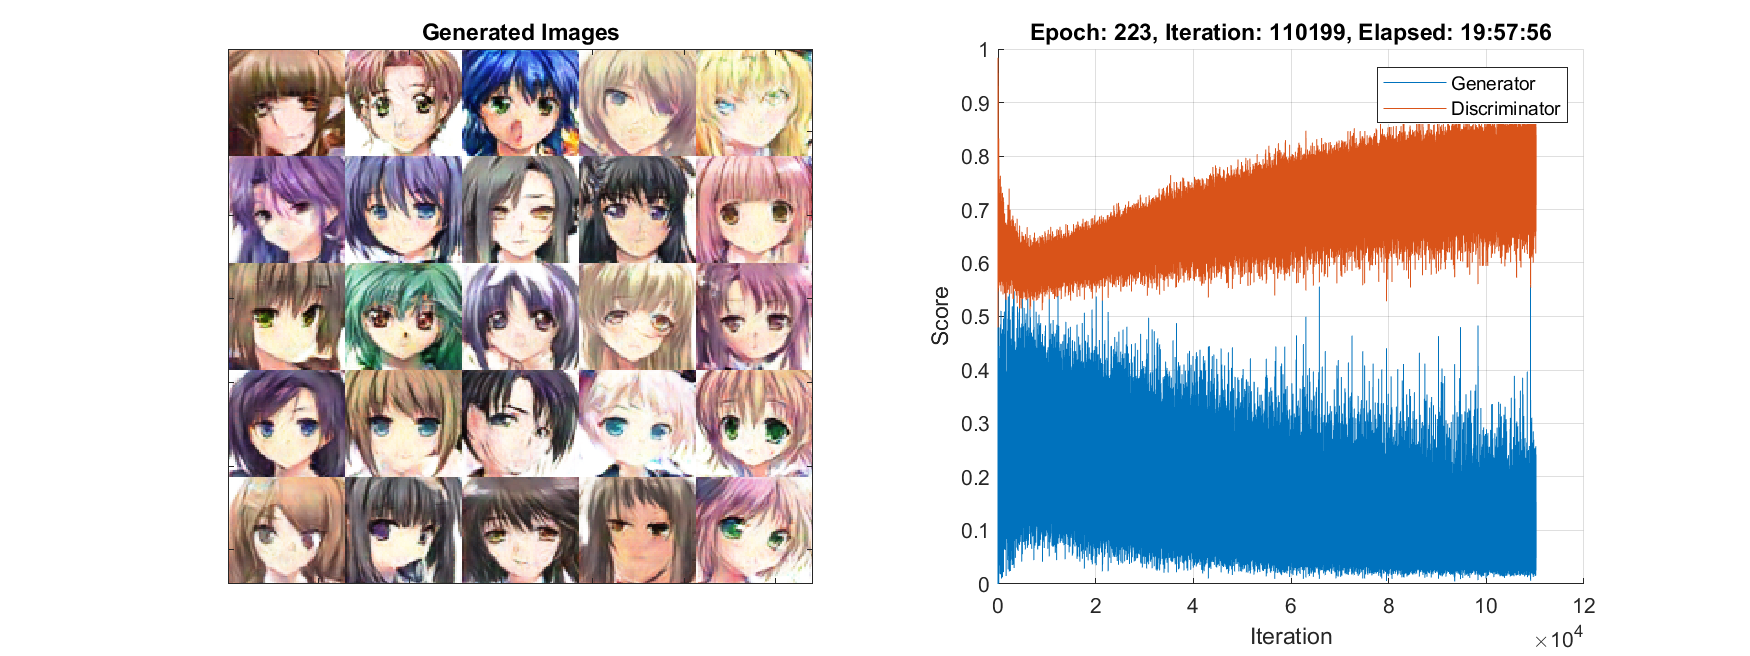 Generated Images
Epoch: 223, Iteration: 110199, Elapsed: 19:57:56
Generator
Discriminator
Score
1
0.9
0.8
0.7
0.6
0.5
0.4
0.3
0.2
0.1
0
0 2 4 6 8 10 12
Iteration
×10⁴